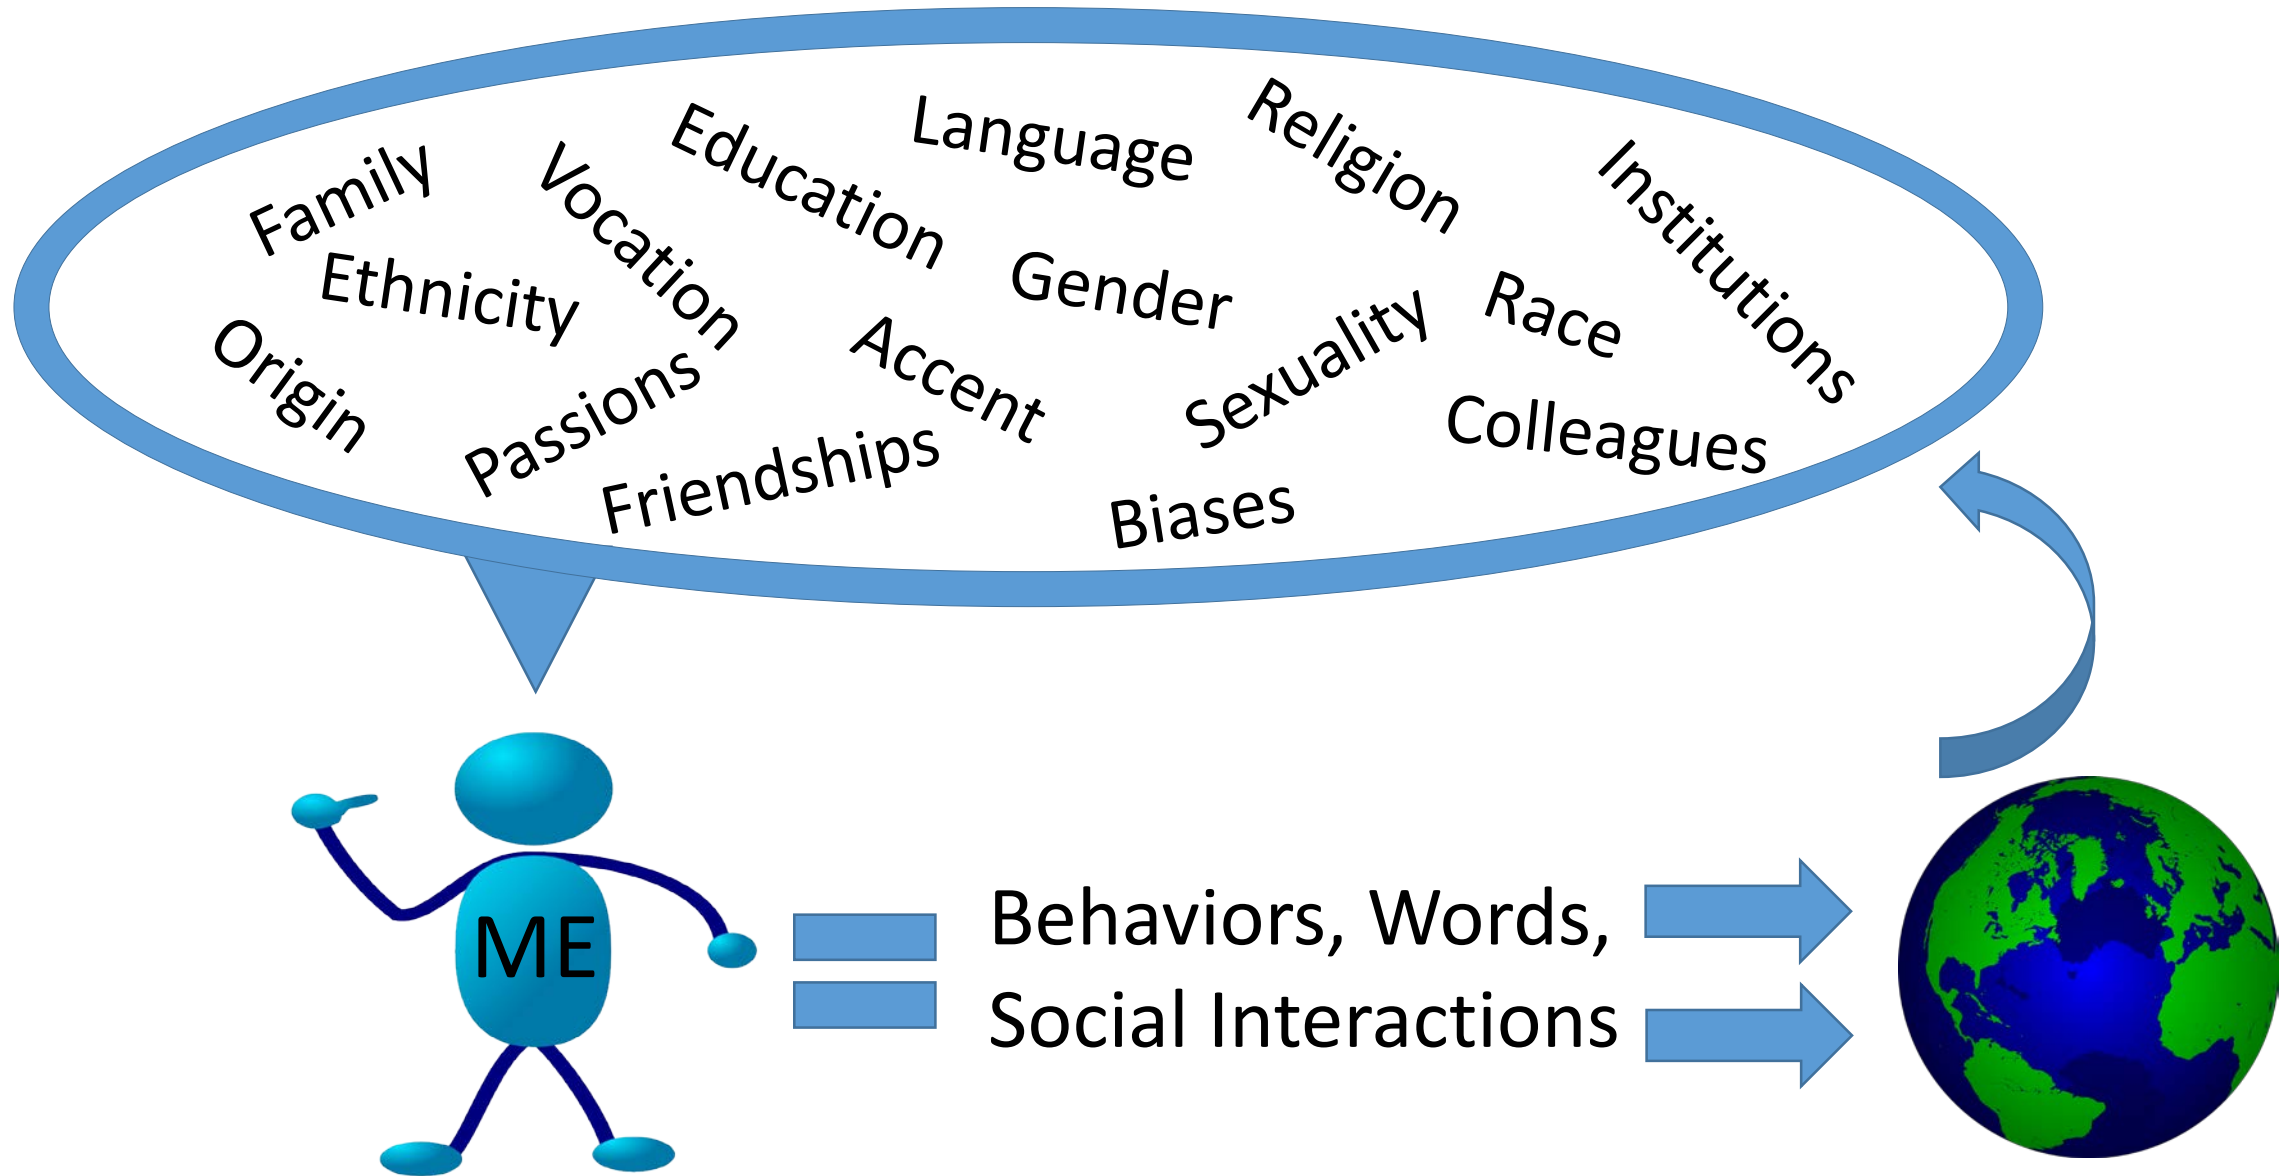 Family
Vocation
Education
Language
Religion
Institutions
Ethnicity
Gender
Race
Origin
Passions
Accent
Sexuality
Colleagues
Friendships
Biases
ME
Behaviors, Words,
Social Interactions